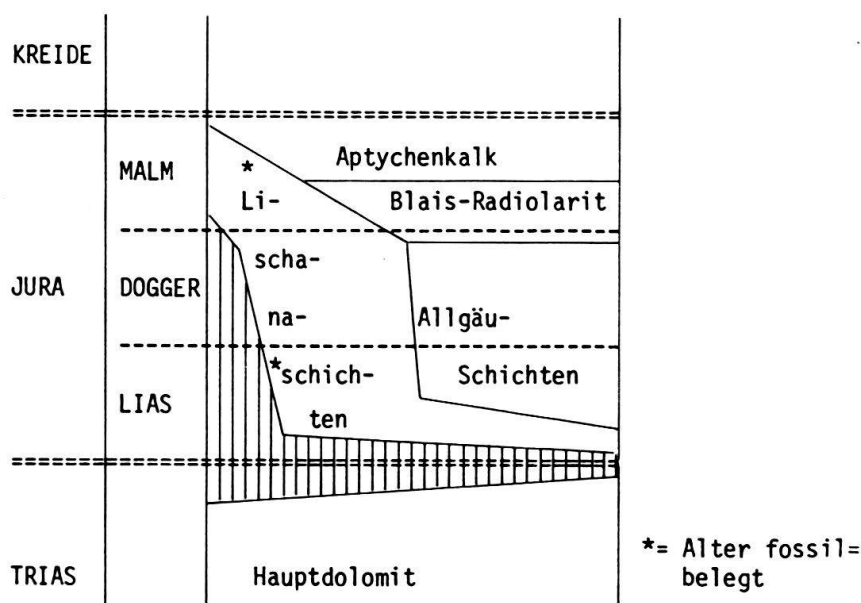 KREIDE
Aptychenkalk
MALM
*
Li-
Blais-Radiolarit
scha-
JURA
DOGGER
na-
Allgäu-
*schich-
Schichten
LIAS
ten
*= Alter fossil=
belegt
TRIAS
Hauptdolomit